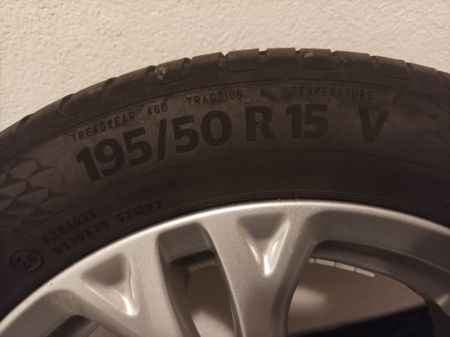 TREADWEAR 460 TRACTION A TEMPERATURE A
195/50 R 15 V